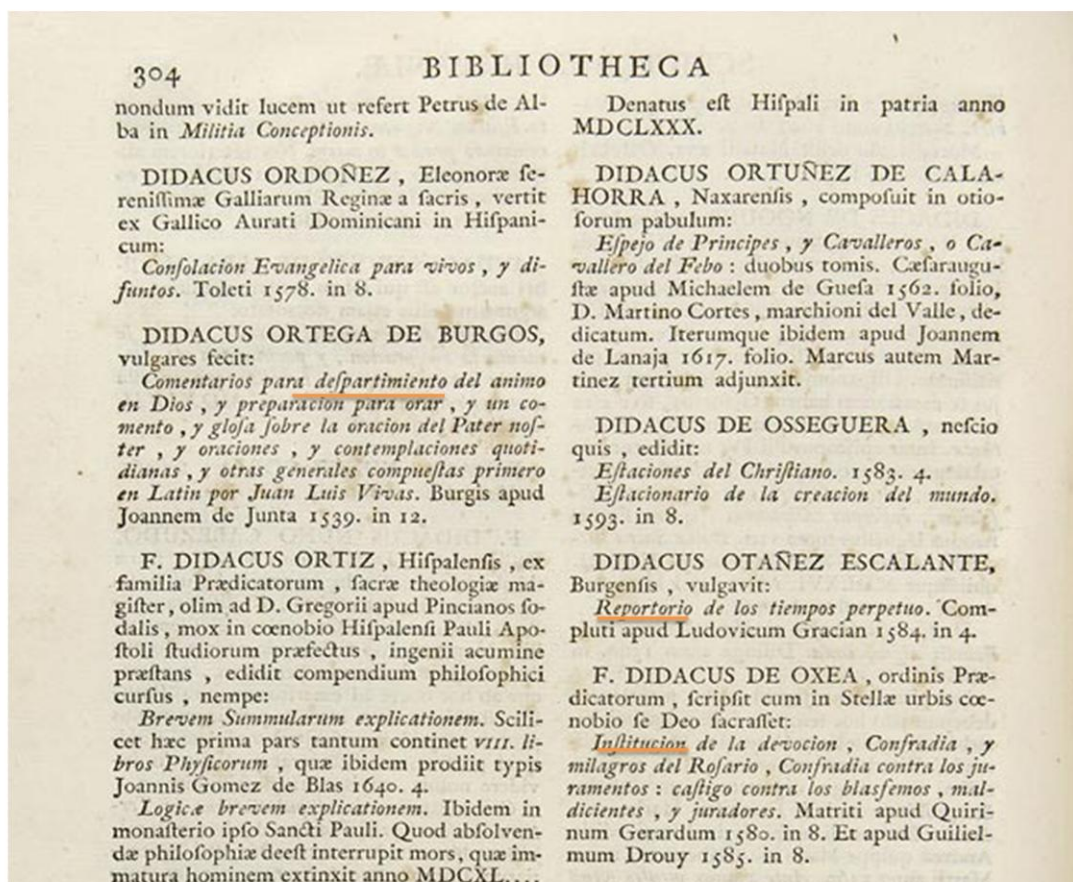 304
BIBLIOTHECA
nondum vidit lucem ut refert Petrus de Al-
ba in Militia Conceptionis.
DIDACUS ORDOÑEZ , Eleonoræ ſe-
reniſſimæ Galliarum Reginæ a ſacris , vertit
ex Gallico Aurati Dominicani in Hiſpani-
cum:
Conſolacion Evangelica para vivos , y di-
funtos. Toleti 1578. in 8.
DIDACUS ORTEGA DE BURGOS,
vulgares fecit:
Comentarios para deſpartimiento del animo
en Dios , y preparacion para orar , y un co-
mento , y gloſa ſobre la oracion del Pater noſ-
ter , y oraciones , y contemplaciones quoti-
dianas , y otras generales compueſtas primero
en Latin por Juan Luis Vivas. Burgis apud
Joannem de Junta 1539. in 12.
F. DIDACUS ORTIZ , Hiſpalenſis , ex
familia Prædicatorum , ſacræ theologiæ ma-
giſter , olim ad D. Gregorii apud Pincianos ſo-
dalis , mox in cœnobio Hiſpalenſi Pauli Apo-
ſtoli ſtudiorum præfectus , ingenii acumine
præſtans , edidit compendium philoſophici
curſus , nempe:
Brevem Summularum explicationem. Scili-
cet hæc prima pars tantum continet VIII. li-
bros Phyſicorum , quæ ibidem prodiit typis
Joannis Gomez de Blas 1640. 4.
Logicæ brevem explicationem. Ibidem in
monaſterio ipſo Sancti Pauli. Quod abſolven-
dæ philoſophiæ deeſt interrupit mors , quæ im-
matura hominem extinxit anno MDCXL....
Denatus eſt Hiſpali in patria anno
MDCLXXX.
DIDACUS ORTUÑEZ DE CALA-
HORRA , Naxarenſis , compoſuit in otio-
ſorum pabulum:
Eſpejo de Principes , y Cavalleros , o Ca-
vallero del Febo : duobus tomis. Cæſaraugu-
ſtæ apud Michaelem de Gueſa 1562. folio,
D. Martino Cortes , marchioni del Valle , de-
dicatum. Iterumque ibidem apud Joannem
de Lanaja 1617. folio. Marcus autem Mar-
tinez tertium adjunxit.
DIDACUS DE OSSEGUERA , neſcio
quis , edidit:
Eſtaciones del Chriſtiano. 1583. 4.
Eſtacionario de la creacion del mundo.
1593. in 8.
DIDACUS OTAÑEZ ESCALANTE,
Burgenſis , vulgavit:
Reportorio de los tiempos perpetuo. Com-
pluti apud Ludovicum Gracian 1584. in 4.
F. DIDACUS DE OXEA , ordinis Præ-
dicatorum , ſcripſit cum in Stellæ urbis cœ-
nobio ſe Deo ſacraſſet:
Inſtitucion de la devocion , Confradia , y
milagros del Roſario , Confradia contra los ju-
ramentos : caſtigo contra los blasfemos , mal-
dicientes , y juradores. Matriti apud Quiri-
num Gerardum 1580. in 8. Et apud Guiliel-
mum Drouy 1585. in 8.